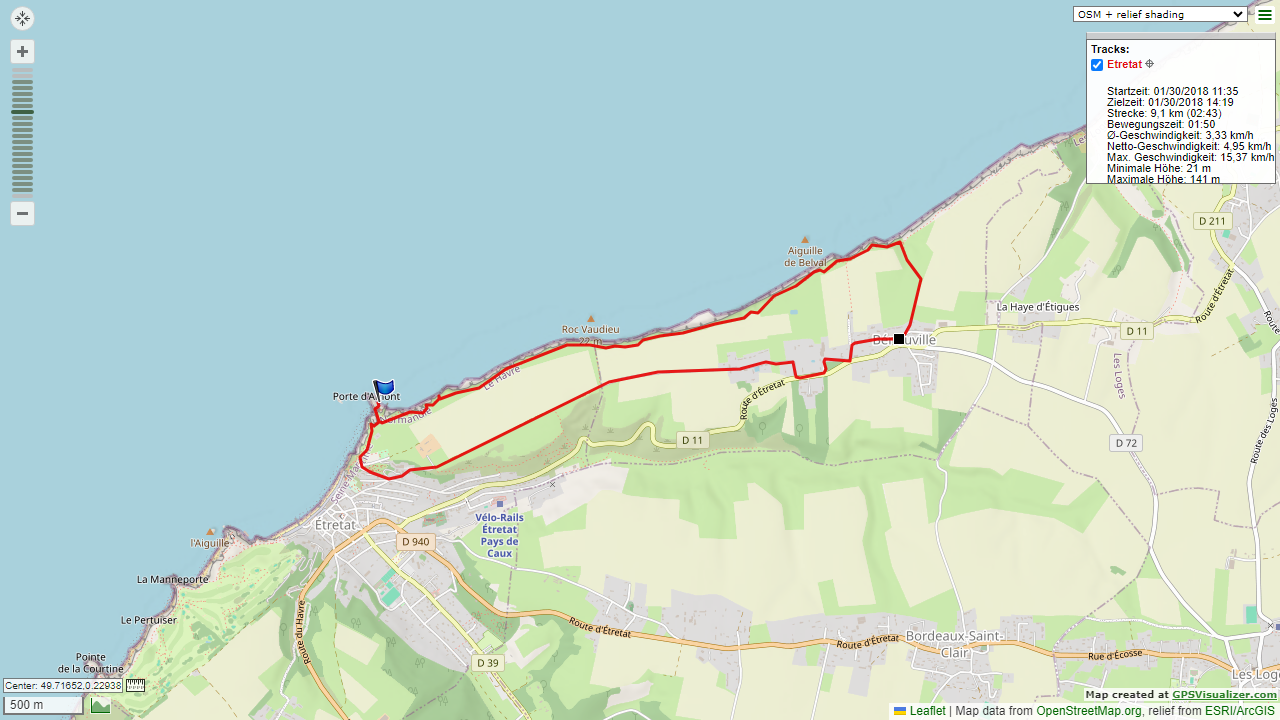 OSM + relief shading
Tracks:
Etretat
Startzeit: 01/30/2018 11:35
Zielzeit: 01/30/2018 14:19
Strecke: 9,1 km (02:43)
Bewegungszeit: 01:50
Ø-Geschwindigkeit: 3,33 km/h
Netto-Geschwindigkeit: 4,95 km/h
Max. Geschwindigkeit: 15,37 km/h
Minimale Höhe: 21 m
Maximale Höhe: 141 m
Les
D 211
Aiguille
de Belval
La Haye d'Étigues
Route d'Étretat
Roc Vaudieu
22 m
D 11
Route
Bénouville
Le Havre
Les Loges
Porte d'Amont
Normandie
Route d'Étretat
D 11
D 72
Route des Loges
Étretat
Vélo-Rails
Étretat
Pays de
Caux
l'Aiguille
D 940
La Manneporte
Le Pertuiser
Route du Havre
Route d'Étretat
Route d'Étretat
Bordeaux-Saint-
Clair
Rue d'Écosse
Pointe
de la Courtine
D 39
Les Loges
Center: 49.71652,0.22938
500 m
Map created at GPSVisualizer.com
Leaflet | Map data from OpenStreetMap.org, relief from ESRI/ArcGIS